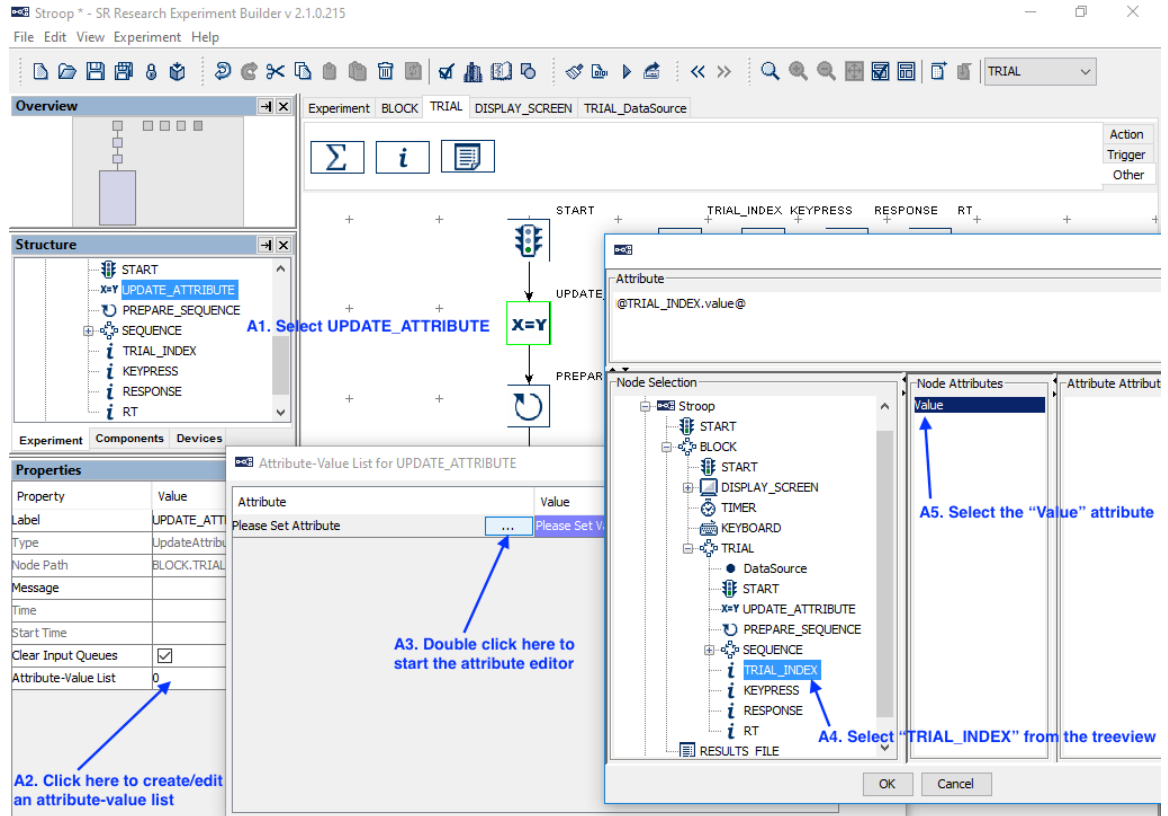 Stroop * - SR Research Experiment Builder v 2.1.0.215
File Edit View Experiment Help
TRIAL
Overview
Experiment BLOCK TRIAL DISPLAY_SCREEN TRIAL_DataSource
Σ i
Action
Trigger
Other
START
TRIAL_INDEX KEYPRESS RESPONSE RT
Structure
START
X=Y UPDATE_ATTRIBUTE
PREPARE_SEQUENCE
SEQUENCE
i TRIAL_INDEX
i KEYPRESS
i RESPONSE
i RT
Experiment Components Devices
A1. Select UPDATE_ATTRIBUTE
UPDATE_
X=Y
PREPAR
Attribute
@TRIAL_INDEX.value@
Node Selection
Stroop
START
BLOCK
START
DISPLAY_SCREEN
TIMER
KEYBOARD
TRIAL
DataSource
START
X=Y UPDATE_ATTRIBUTE
PREPARE_SEQUENCE
SEQUENCE
i TRIAL_INDEX
i KEYPRESS
i RESPONSE
i RT
RESULTS_FILE
Node Attributes
Value
Attribute Attribut
A5. Select the “Value” attribute
A4. Select “TRIAL_INDEX” from the treeview
OK Cancel
Properties
Property Value
Label UPDATE_ATT
Type UpdateAttribu
Node Path BLOCK.TRIAL
Message
Time
Start Time
Clear Input Queues
Attribute-Value List 0
A2. Click here to create/edit
an attribute-value list
Attribute-Value List for UPDATE_ATTRIBUTE
Attribute Value
Please Set Attribute ... Please Set V
A3. Double click here to
start the attribute editor